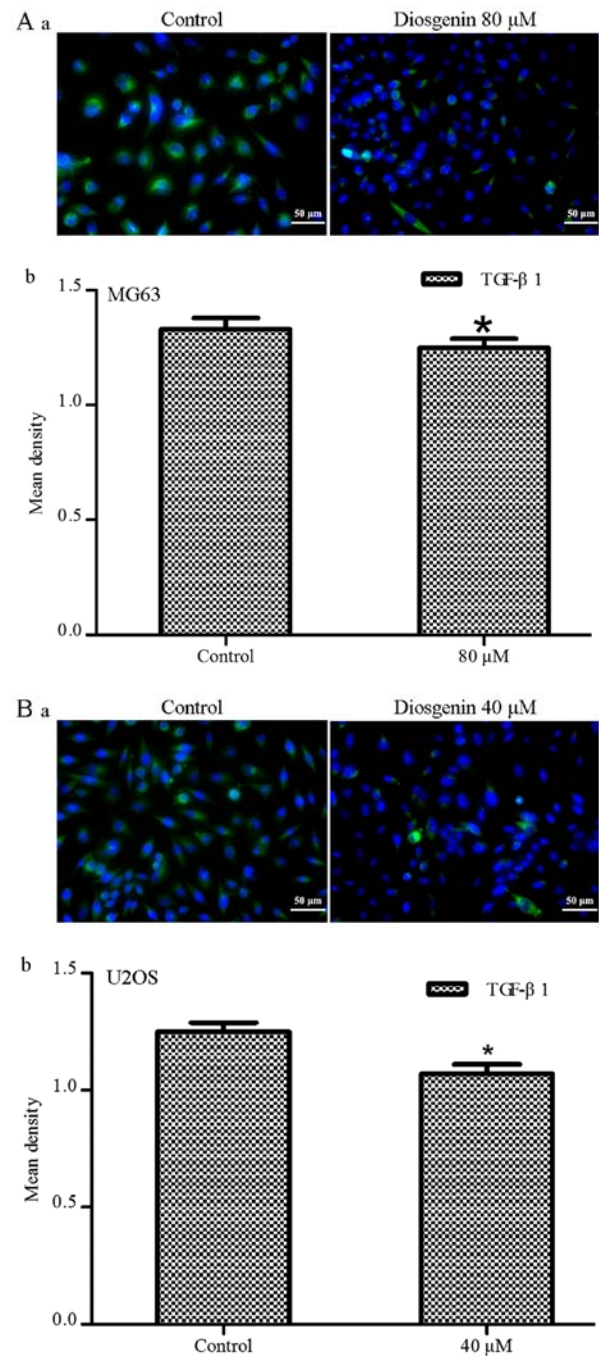 A a
Control
Diosgenin 80 μM
50 μm
50 μm
b
MG63
TGF-β 1
1.5
1.0
0.5
0.0
Mean density
*
Control
80 μM
B a
Control
Diosgenin 40 μM
50 μm
50 μm
b
U2OS
TGF-β 1
1.5
1.0
0.5
0.0
Mean density
*
Control
40 μM